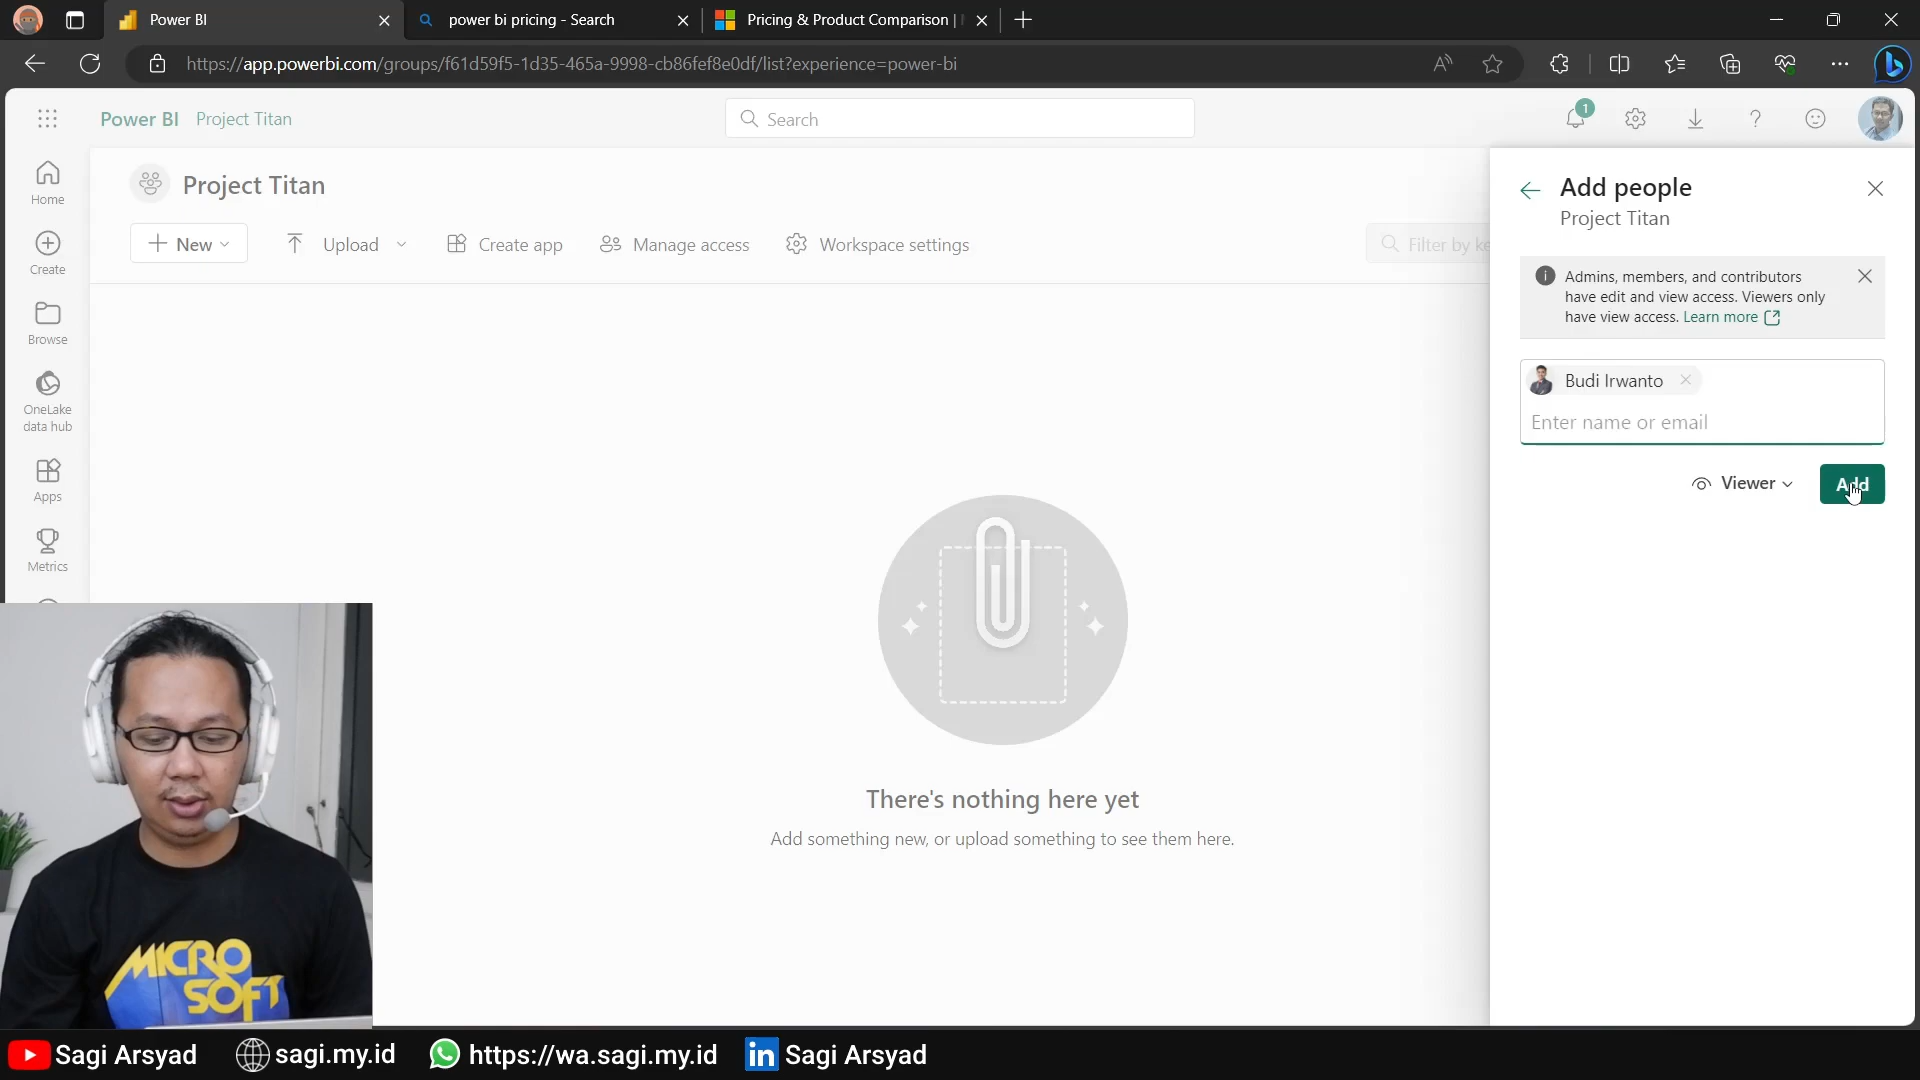 Power BI
power bi pricing - Search
Pricing & Product Comparison |
https://app.powerbi.com/groups/f61d59f5-1d35-465a-9998-cb86fef8e0df/list?experience=power-bi
Power BI Project Titan
Search
1
Home
Create
Browse
OneLake
data hub
Apps
Metrics
Project Titan
New
Upload
Create app
Manage access
Workspace settings
Filter by ke
There's nothing here yet
Add something new, or upload something to see them here.
Add people
Project Titan
Admins, members, and contributors
have edit and view access. Viewers only
have view access. Learn more
Budi Irwanto
Enter name or email
Viewer
Add
MICRO
SOFT
Sagi Arsyad
sagi.my.id
https://wa.sagi.my.id
in Sagi Arsyad